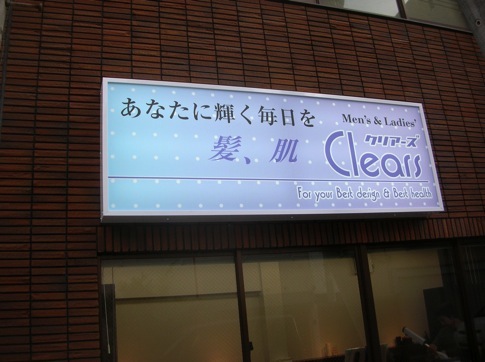 あなたに輝く毎日を
髪、肌
Men's & Ladies'
クリアーズ
Clears
For your Best design & Best health